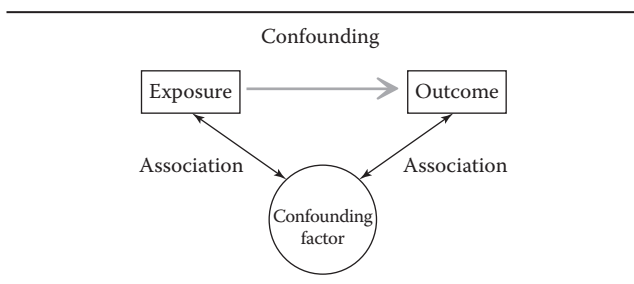 Confounding
Exposure
Outcome
Association
Association
Confounding
factor